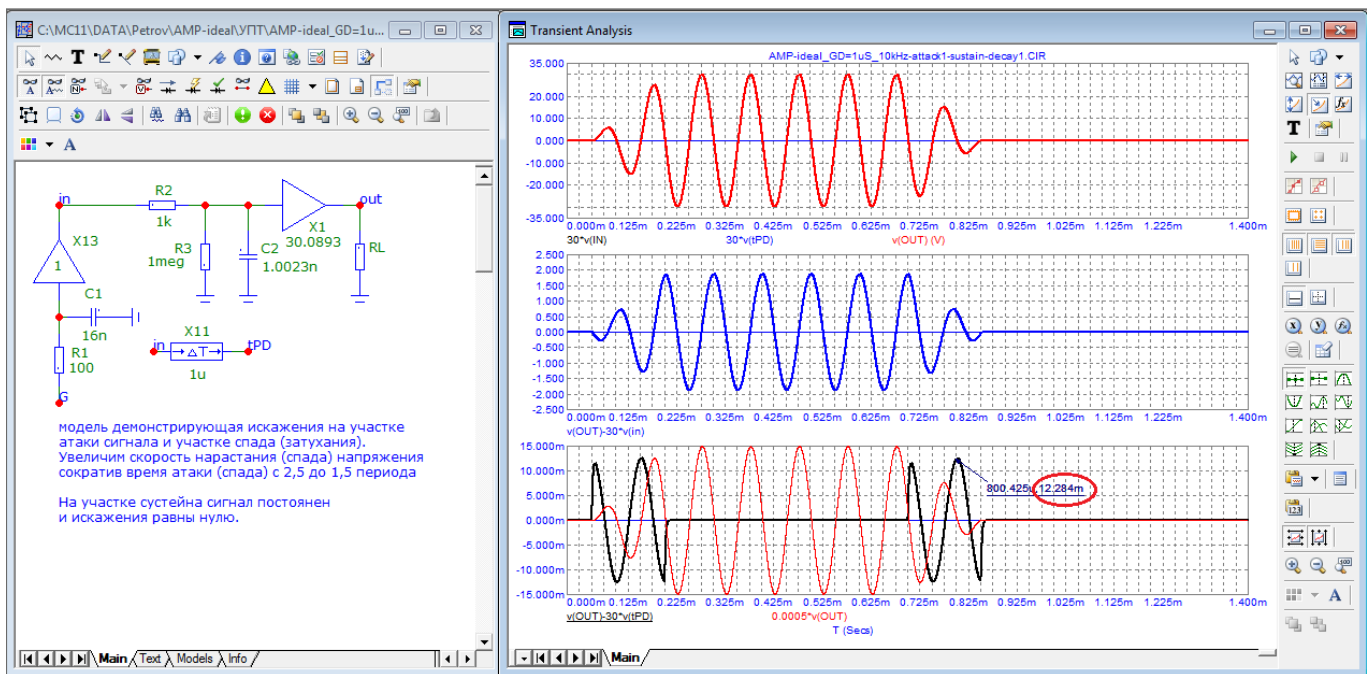 C:\MC11\DATA\Petrov\AMP-ideal\УПТ\AMP-ideal_GD=1u...
in
R2
1k
X1
30.0893
out
X13
1
R3
1meg
C2
1.0023n
RL
C1
16n
R1
100
G
X11
in
ΔT
tPD
1u
модель демонстрирующая искажения на участке
атаки сигнала и участке спада (затухания).
Увеличим скорость нарастания (спада) напряжения
сократив время атаки (спада) с 2,5 до 1,5 периода
На участке сустейна сигнал постоянен
и искажения равны нулю.
Main Text Models Info
Transient Analysis
AMP-ideal_GD=1uS_10kHz-attack1-sustain-decay1.CIR
35.000
20.000
10.000
0.000
-10.000
-20.000
-35.000
0.000m 0.125m 0.225m 0.325m 0.425m 0.525m 0.625m 0.725m 0.825m 0.925m 1.025m 1.125m 1.225m 1.400m
30*v(IN) 30*v(tPD) v(OUT) (V)
2.500
2.000
1.500
1.000
0.500
0.000
-0.500
-1.000
-1.500
-2.000
-2.500
0.000m 0.125m 0.225m 0.325m 0.425m 0.525m 0.625m 0.725m 0.825m 0.925m 1.025m 1.125m 1.225m 1.400m
v(OUT)-30*v(in)
15.000m
10.000m
5.000m
0.000m
-5.000m
-10.000m
-15.000m
800.425u,12.284m
0.000m 0.125m 0.225m 0.325m 0.425m 0.525m 0.625m 0.725m 0.825m 0.925m 1.025m 1.125m 1.225m 1.400m
v(OUT)-30*v(tPD) 0.0005*v(OUT)
T (Secs)
Main